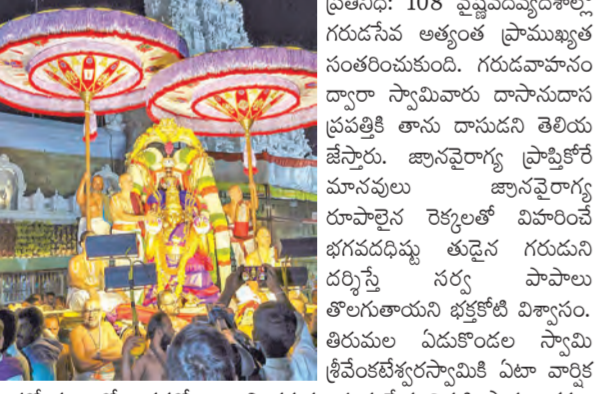 ప్రతినిధి: 108 వైష్ణవదివ్యదేశాల్లో
గరుడసేవ అత్యంత ప్రాముఖ్యత
సంతరించుకుంది. గరుడవాహనం
ద్వారా స్వామివారు దాసానుదాస
ప్రపత్తికి తాను దాసుడని తెలియ
జేస్తారు. జ్ఞానవైరాగ్య ప్రాప్తికోరే
మానవులు జ్ఞానవైరాగ్య
రూపాలైన రెక్కలతో విహరించే
భగవదధిష్టు తుడైన గరుడుని
దర్శిస్తే సర్వ పాపాలు
తొలగుతాయని భక్తకోటి విశ్వాసం.
తిరుమల ఏడుకొండల స్వామి
శ్రీవేంకటేశ్వరస్వామికి ఏటా వార్షిక